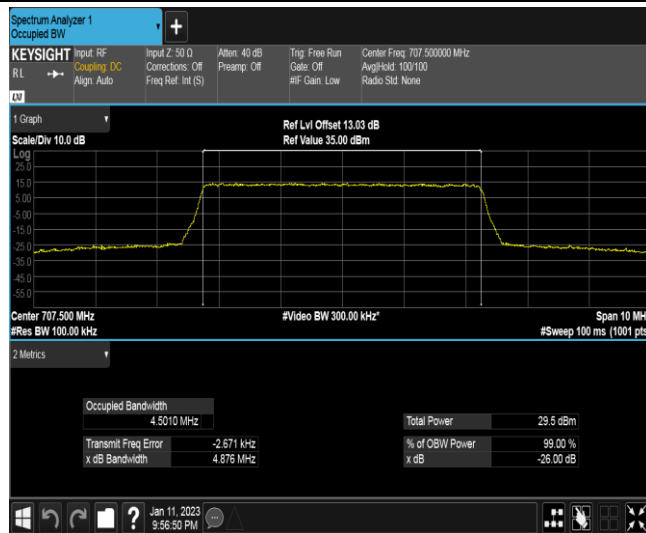 Spectrum Analyzer 1
Occupied BW
+
KEYSIGHT
RL
Input: RF
Coupling: DC
Align: Auto
Input Z: 50 Ω
Corrections: Off
Freq Ref: Int (S)
Atten: 40 dB
Preamp: Off
Trig: Free Run
Gate: Off
#IF Gain: Low
Center Freq: 707.500000 MHz
Avg|Hold: 100/100
Radio Std: None
1 Graph
Scale/Div 10.0 dB
Ref Lvl Offset 13.03 dB
Ref Value 35.00 dBm
Log
25.0
15.0
5.00
-5.00
-15.0
-25.0
-35.0
-45.0
-55.0
Center 707.500 MHz
#Res BW 100.00 kHz
#Video BW 300.00 kHz*
Span 10 MH
#Sweep 100 ms (1001 pts
2 Metrics
Occupied Bandwidth
4.5010 MHz
Transmit Freq Error -2.671 kHz
x dB Bandwidth 4.876 MHz
Total Power 29.5 dBm
% of OBW Power 99.00 %
x dB -26.00 dB
?
Jan 11, 2023
9:56:50 PM